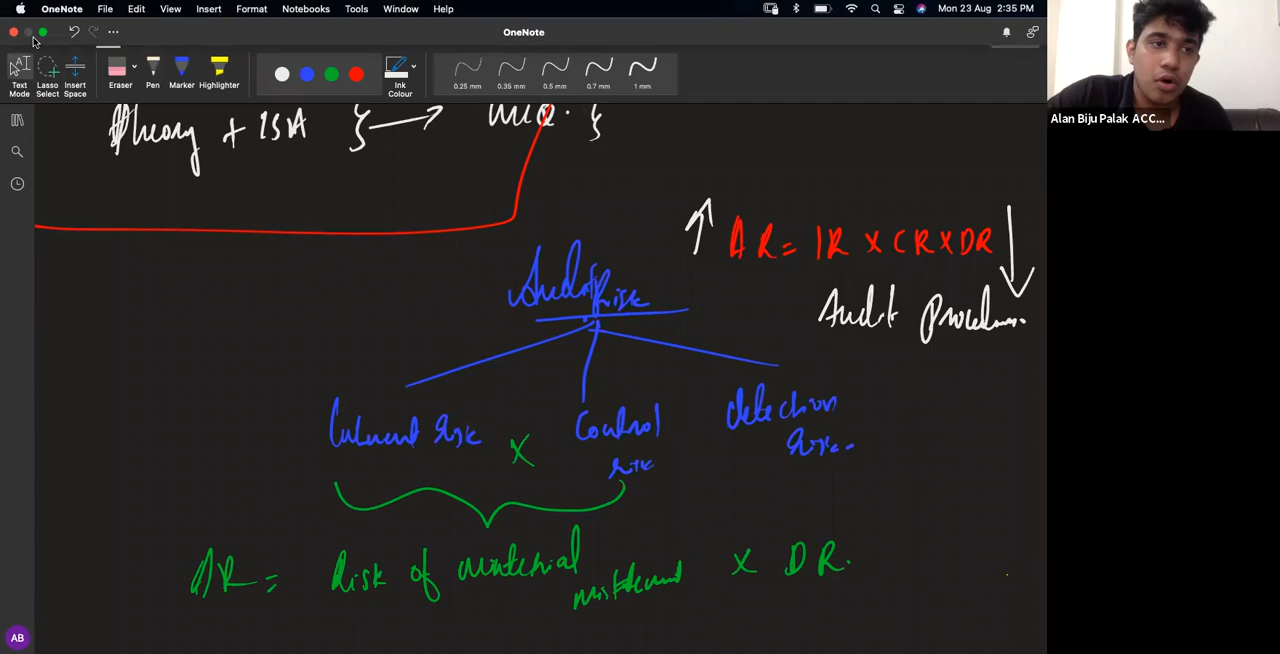 OneNote File Edit View Insert Format Notebooks Tools Window Help Mon 23 Aug 2:35 PM
OneNote
Text Mode
Lasso Select
Insert Space
Eraser
Pen
Marker
Highlighter
Ink Colour
0.25 mm
0.35 mm
0.5 mm
0.7 mm
1 mm
Alan Biju Palak ACC...
Theory + ISA } → }
↑ AR = IR X CR X DR ↓
Audit
Audit Risk
Inherent risk X Control risk
detection risk.
AR = Risk of material X DR.
AB